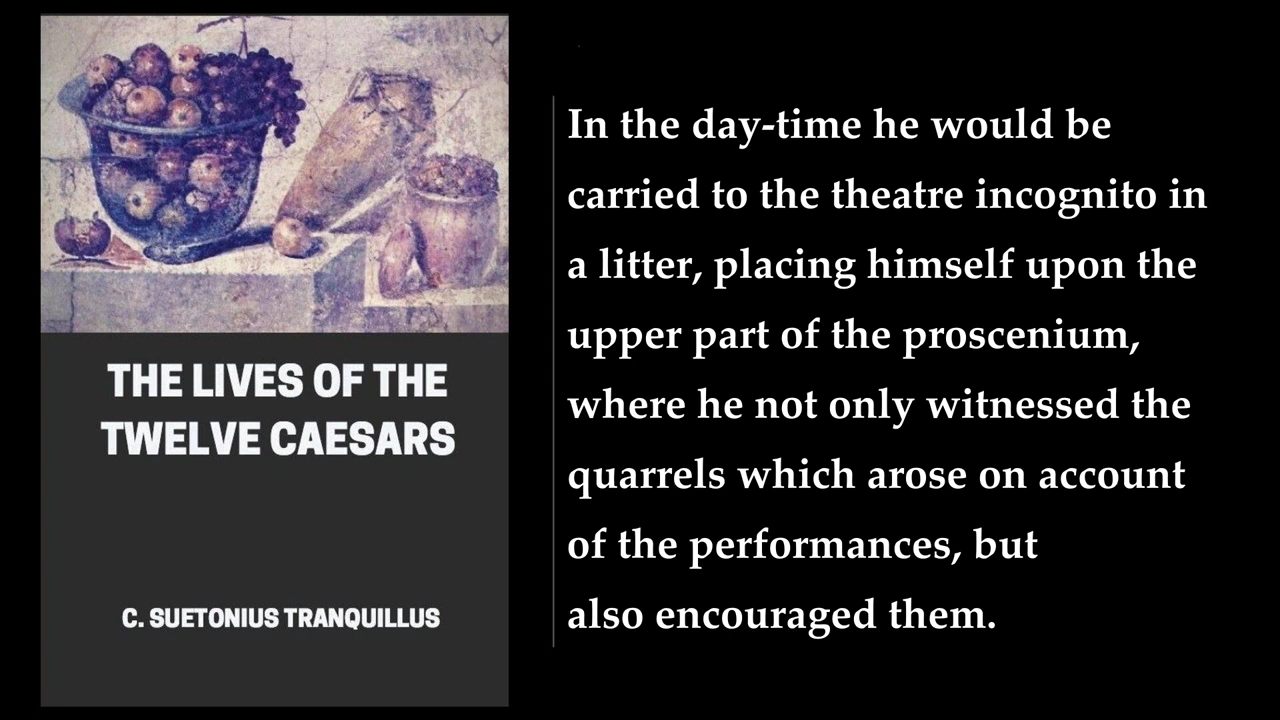 THE LIVES OF THE
TWELVE CAESARS
C. SUETONIUS TRANQUILLUS
In the day-time he would be
carried to the theatre incognito in
a litter, placing himself upon the
upper part of the proscenium,
where he not only witnessed the
quarrels which arose on account
of the performances, but
also encouraged them.